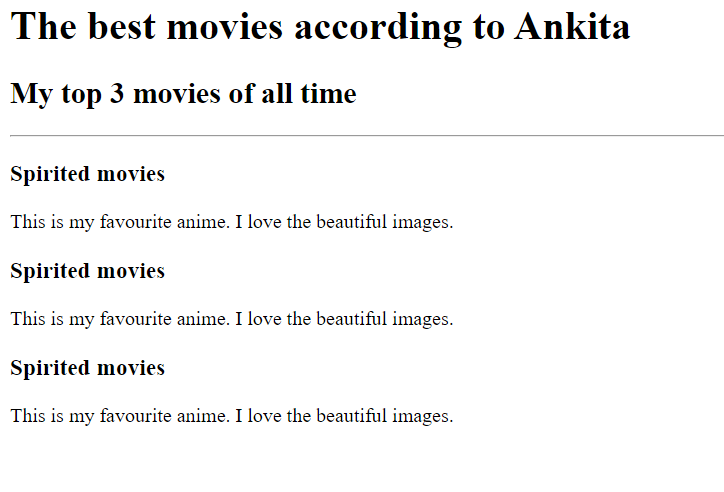 The best movies according to Ankita
My top 3 movies of all time
Spirited movies
This is my favourite anime. I love the beautiful images.
Spirited movies
This is my favourite anime. I love the beautiful images.
Spirited movies
This is my favourite anime. I love the beautiful images.